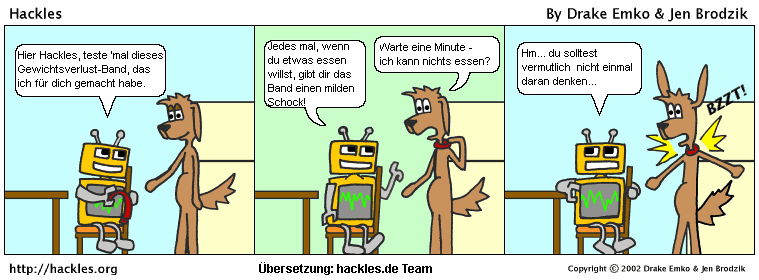 Hackles
By Drake Emko & Jen Brodzik
Hier Hackles, teste 'mal dieses
Gewichtsverlust-Band, das
ich für dich gemacht habe.
Jedes mal, wenn
du etwas essen
willst, gibt dir das
Band einen milden
Schock!
Warte eine Minute -
ich kann nichts essen?
Hm... du solltest
vermutlich nicht einmal
daran denken...
BZZT!
http://hackles.org
Übersetzung: hackles.de Team
Copyright © 2002 Drake Emko & Jen Brodzik